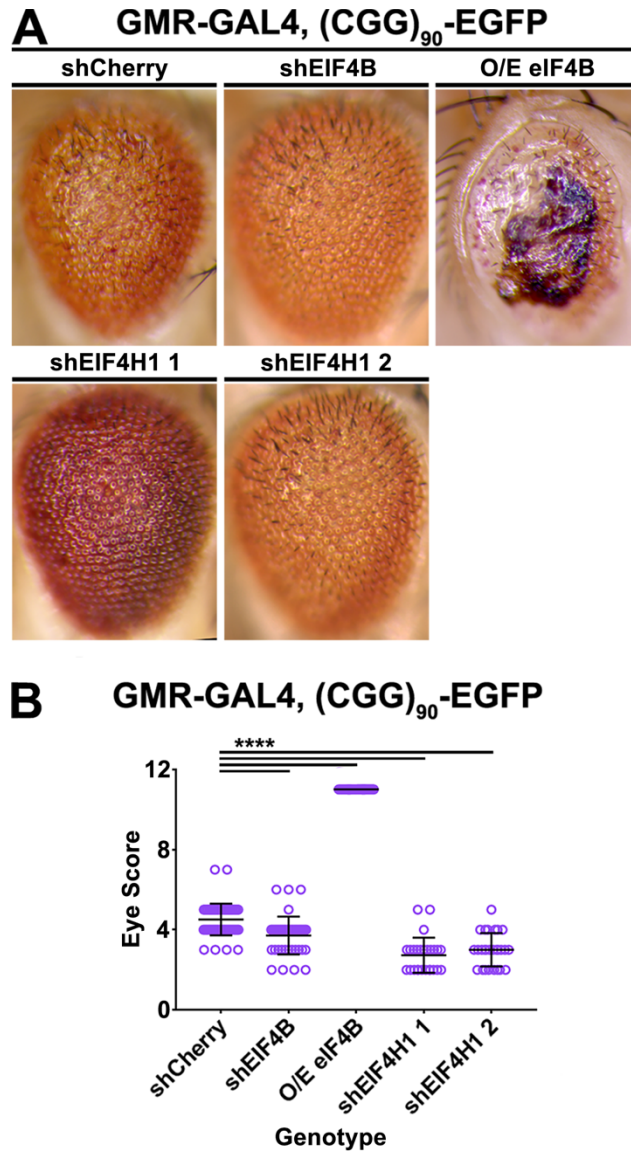 A GMR-GAL4, (CGG)90-EGFP
shCherry shEIF4B O/E eIF4B
shEIF4H1 1 shEIF4H1 2
B GMR-GAL4, (CGG)90-EGFP
****
12
8
4
0
Eye Score
shCherry shEIF4B O/E eIF4B shEIF4H1 1 shEIF4H1 2
Genotype